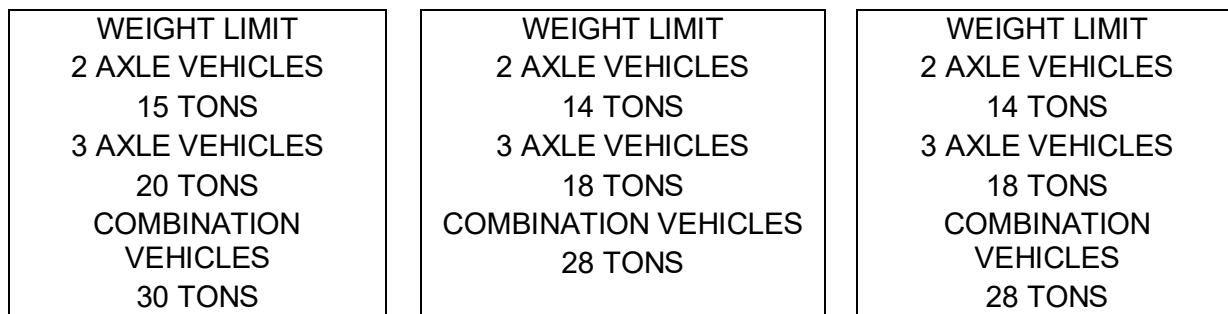 WEIGHT LIMIT
2 AXLE VEHICLES
15 TONS
3 AXLE VEHICLES
20 TONS
COMBINATION
VEHICLES
30 TONS
WEIGHT LIMIT
2 AXLE VEHICLES
14 TONS
3 AXLE VEHICLES
18 TONS
COMBINATION VEHICLES
28 TONS
WEIGHT LIMIT
2 AXLE VEHICLES
14 TONS
3 AXLE VEHICLES
18 TONS
COMBINATION
VEHICLES
28 TONS